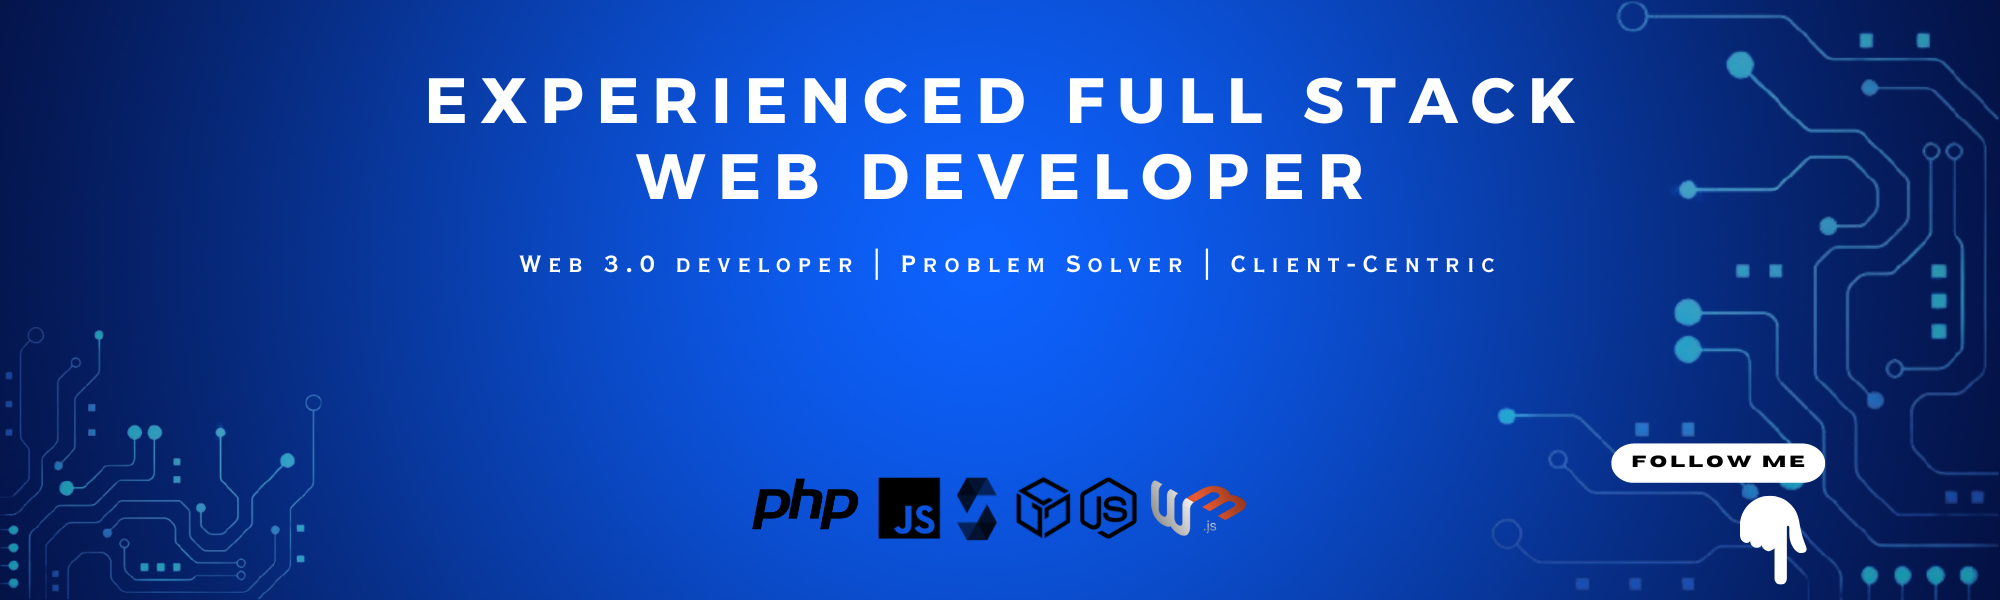 EXPERIENCED FULL STACK
WEB DEVELOPER
WEB 3.0 DEVELOPER | PROBLEM SOLVER | CLIENT-CENTRIC
php JS JS .js
FOLLOW ME